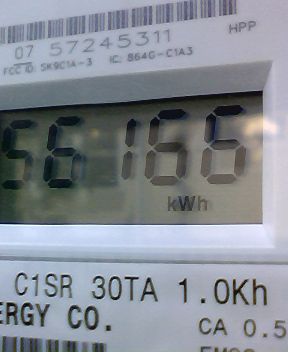 07 57245311 HPP
FCC ID: SK9C1A-3 IC: 864G-C1A3
56166
kWh
C1SR 30TA 1.0Kh
ERGY CO. CA 0.5